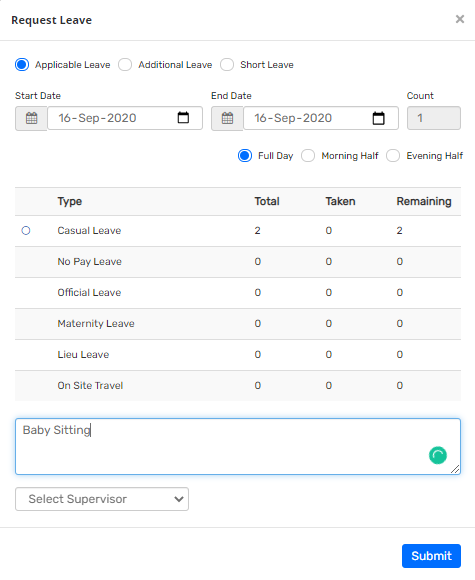 Request Leave ×
Applicable Leave Additional Leave Short Leave
Start Date End Date Count
16-Sep-2020 16-Sep-2020 1
Full Day Morning Half Evening Half
Type Total Taken Remaining
Casual Leave 2 0 2
No Pay Leave 0 0 0
Official Leave 0 0 0
Maternity Leave 0 0 0
Lieu Leave 0 0 0
On Site Travel 0 0 0
Baby Sitting
Select Supervisor
Submit